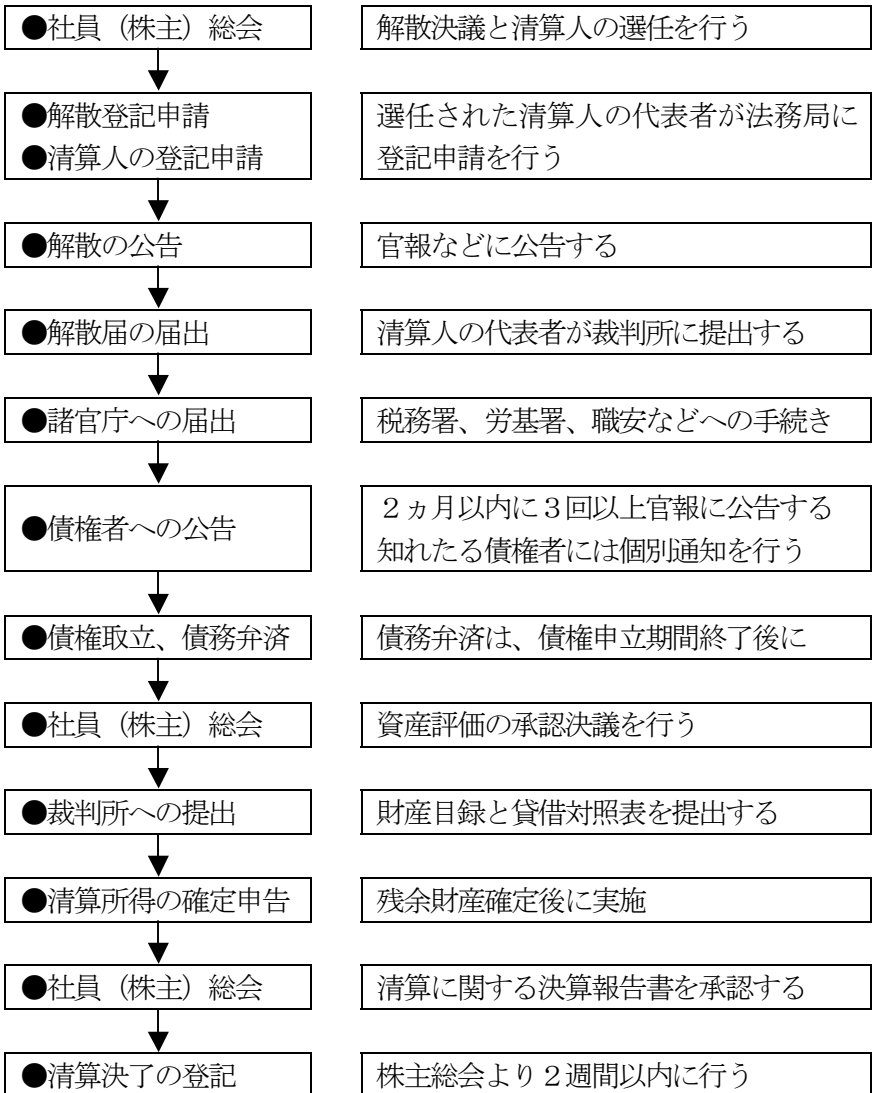 ●社員（株主）総会
解散決議と清算人の選任を行う
●解散登記申請
●清算人の登記申請
選任された清算人の代表者が法務局に
登記申請を行う
●解散の公告
官報などに公告する
●解散届の届出
清算人の代表者が裁判所に提出する
●諸官庁への届出
税務署、労基署、職安などへの手続き
●債権者への公告
２ヵ月以内に３回以上官報に公告する
知れたる債権者には個別通知を行う
●債権取立、債務弁済
債務弁済は、債権申立期間終了後に
●社員（株主）総会
資産評価の承認決議を行う
●裁判所への提出
財産目録と貸借対照表を提出する
●清算所得の確定申告
残余財産確定後に実施
●社員（株主）総会
清算に関する決算報告書を承認する
●清算決了の登記
株主総会より２週間以内に行う